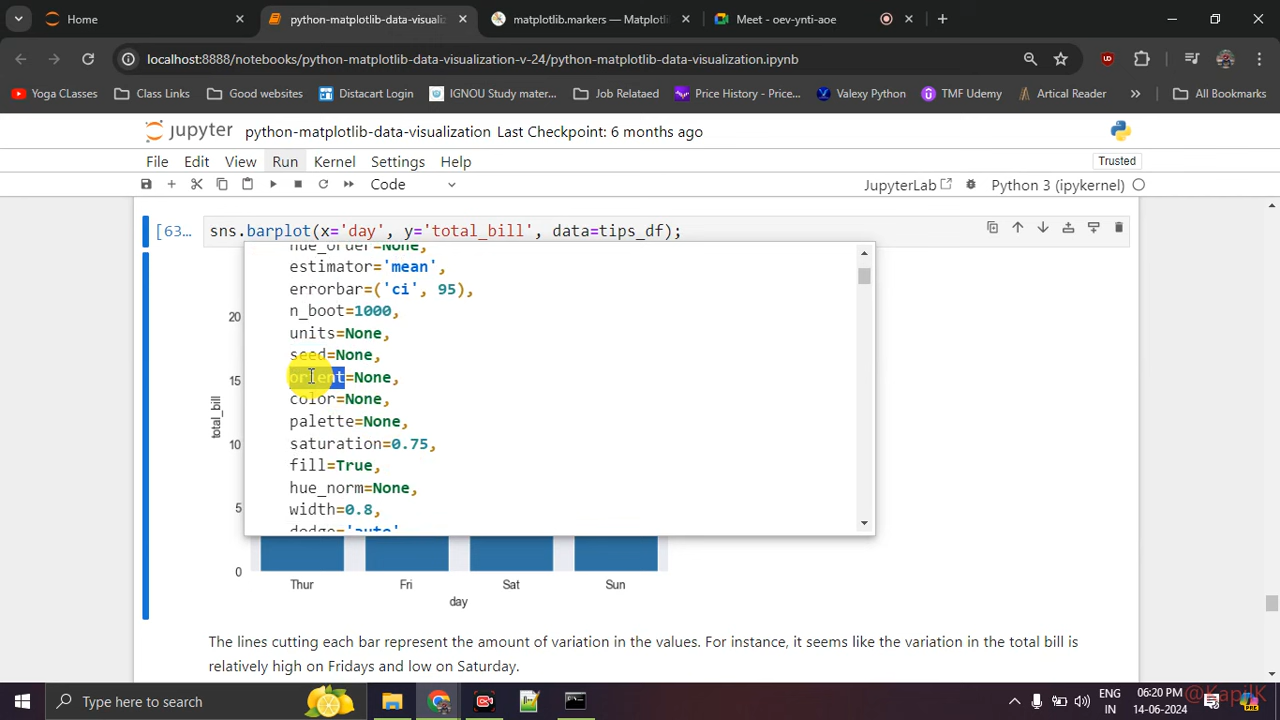 Home
python-matplotlib-data-visualiz
matplotlib.markers — Matplotlib
Meet - oev-ynti-aoe
localhost:8888/notebooks/python-matplotlib-data-visualization-v-24/python-matplotlib-data-visualization.ipynb
Yoga CLasses
Class Links
Good websites
Distacart Login
IGNOU Study mater...
Job Relataed
Price History - Price...
Valexy Python
TMF Udemy
Artical Reader
All Bookmarks
jupyter python-matplotlib-data-visualization Last Checkpoint: 6 months ago
File Edit View Run Kernel Settings Help
Trusted
Code
JupyterLab
Python 3 (ipykernel)
[63... sns.barplot(x='day', y='total_bill', data=tips_df);
hue_order=None,
estimator='mean',
errorbar=('ci', 95),
n_boot=1000,
units=None,
seed=None,
orient=None,
color=None,
palette=None,
saturation=0.75,
fill=True,
hue_norm=None,
width=0.8,
dodge='auto'
20
15
total_bill
10
5
0
Thur Fri Sat Sun
day
The lines cutting each bar represent the amount of variation in the values. For instance, it seems like the variation in the total bill is
relatively high on Fridays and low on Saturday.
Type here to search
ENG
IN
06:20 PM
14-06-2024
@KapilK